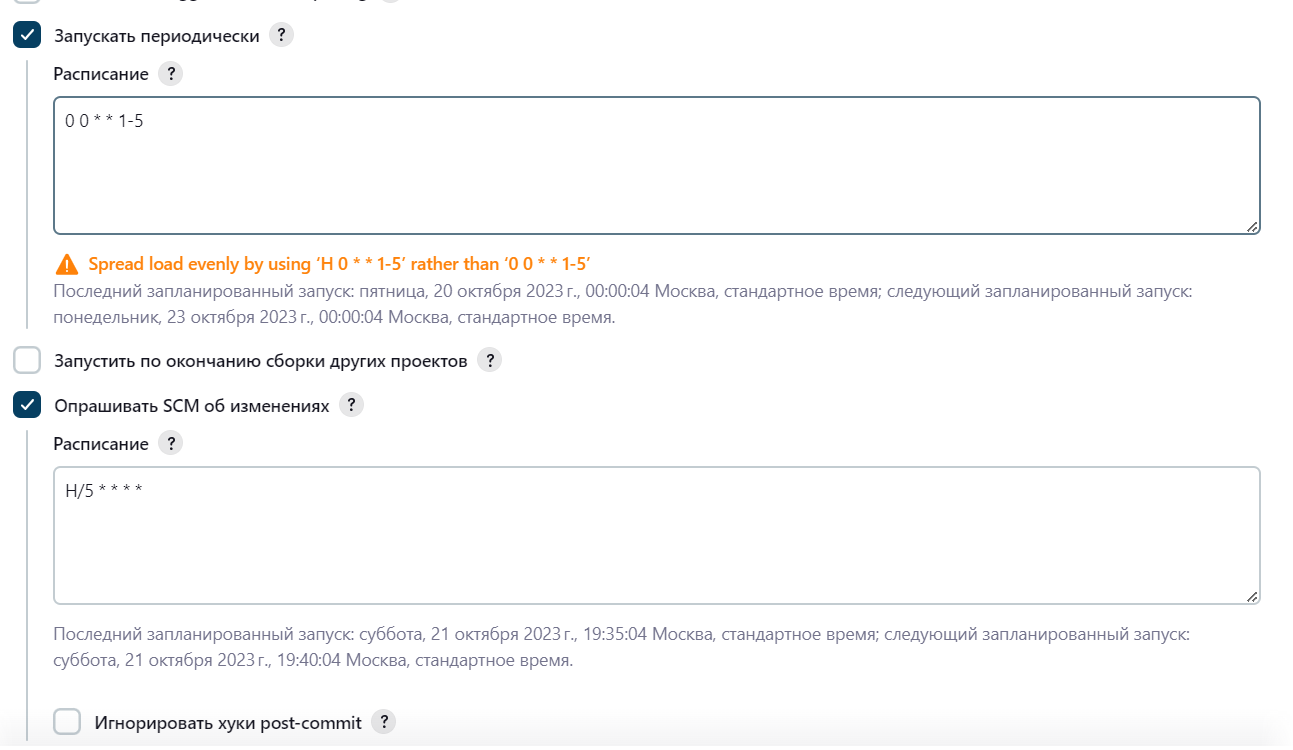 Запускать периодически ?
Расписание ?
0 0 * * 1-5
Spread load evenly by using ‘H 0 * * 1-5’ rather than ‘0 0 * * 1-5’
Последний запланированный запуск: пятница, 20 октября 2023 г., 00:00:04 Москва, стандартное время; следующий запланированный запуск:
понедельник, 23 октября 2023 г., 00:00:04 Москва, стандартное время.
Запустить по окончанию сборки других проектов ?
Опрашивать SCM об изменениях ?
Расписание ?
H/5 * * * *
Последний запланированный запуск: суббота, 21 октября 2023 г., 19:35:04 Москва, стандартное время; следующий запланированный запуск:
суббота, 21 октября 2023 г., 19:40:04 Москва, стандартное время.
Игнорировать хуки post-commit ?